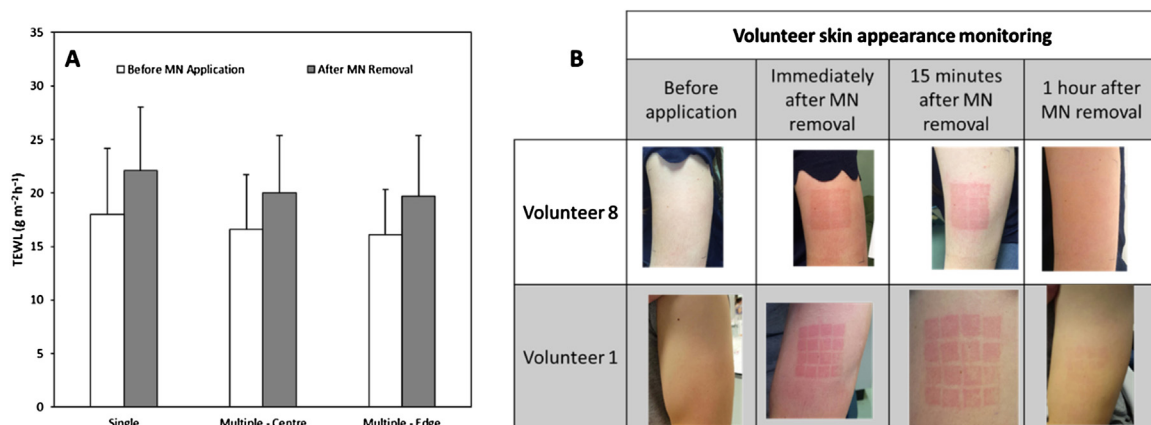 35
30
25
20
15
10
5
0
TEWL (g m⁻²h⁻¹)
A
Before MN Application
After MN Removal
Single
Multiple - Centre
Multiple - Edge
B
Volunteer skin appearance monitoring
Before
application
Immediately
after MN
removal
15 minutes
after MN
removal
1 hour after
MN removal
Volunteer 8
Volunteer 1